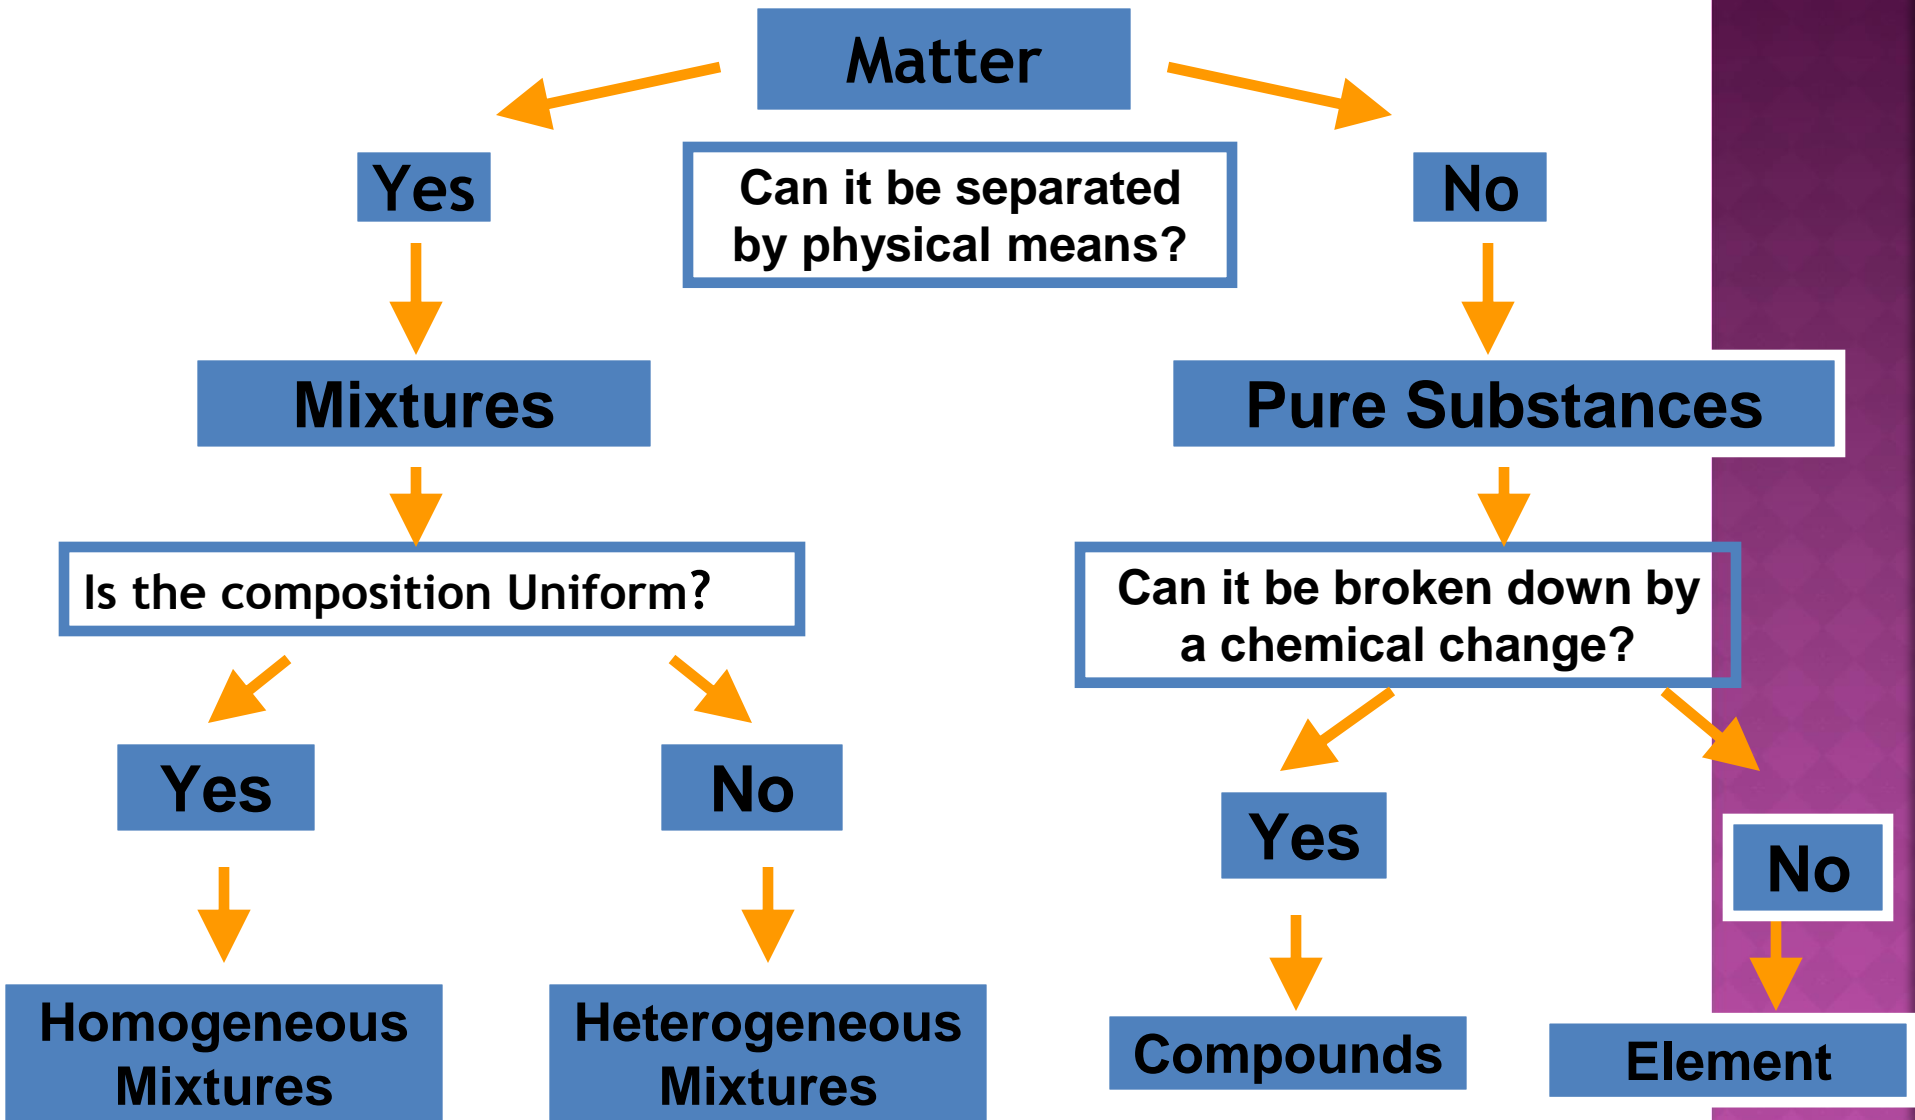 Matter
Yes
Can it be separated
by physical means?
No
Mixtures
Pure Substances
Is the composition Uniform?
Can it be broken down by
a chemical change?
Yes
No
Yes
No
Homogeneous
Mixtures
Heterogeneous
Mixtures
Compounds
Element